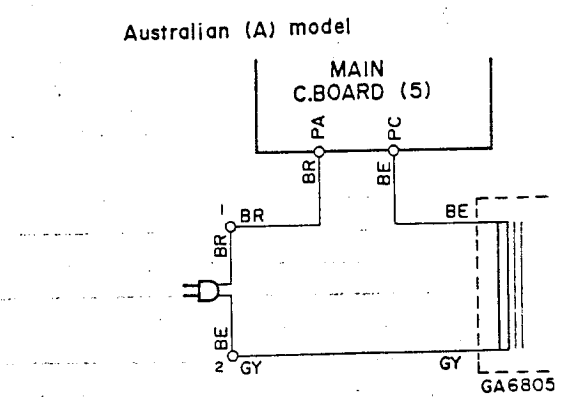 Australian (A) model
MAIN
C.BOARD (5)
PA
PC
BR
BE
1
BR
BE
BR
BE
2
GY
GY
GA6805